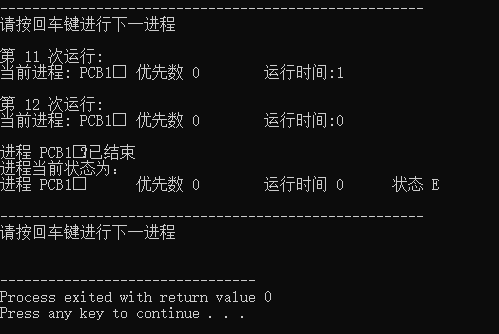 -----------------------------------------------------
请按回车键进行下一进程
第 11 次运行:
当前进程: PCB1□ 优先数 0 运行时间:1
第 12 次运行:
当前进程: PCB1□ 优先数 0 运行时间:0
进程 PCB1□已结束
进程当前状态为:
进程 PCB1□ 优先数 0 运行时间 0 状态 E
-----------------------------------------------------
请按回车键进行下一进程
--------------------------------
Process exited with return value 0
Press any key to continue . . .